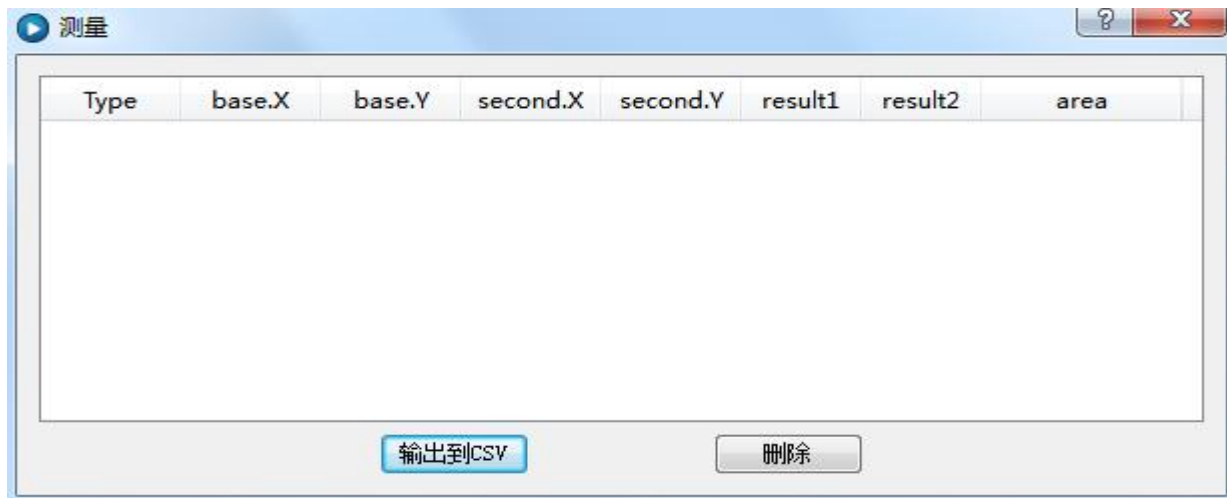 测量
Type base.X base.Y second.X second.Y result1 result2 area
输出到CSV 删除